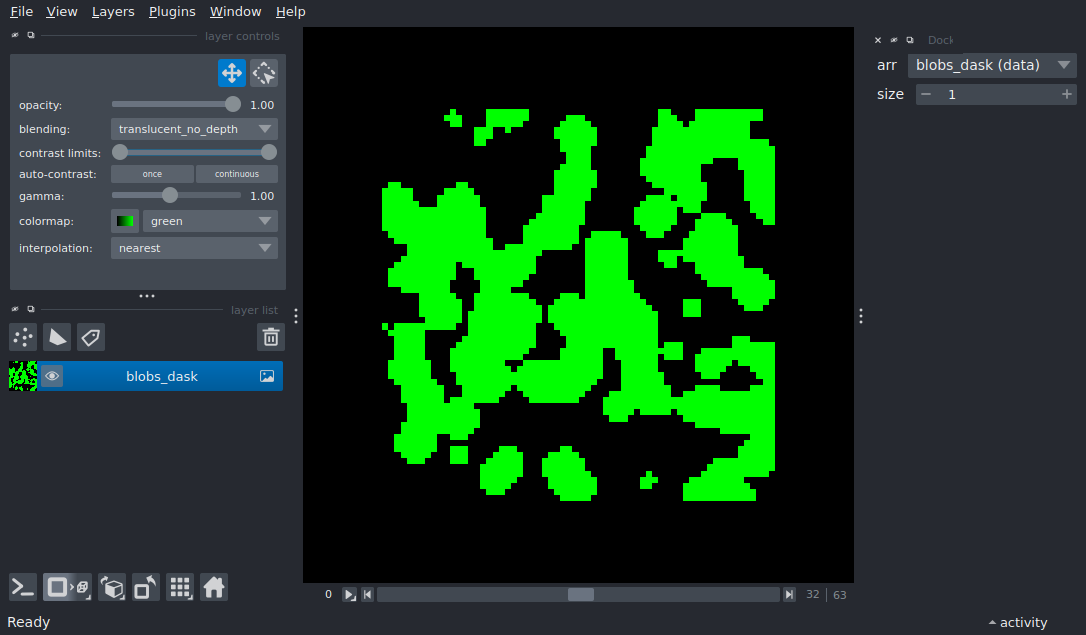 File View Layers Plugins Window Help
layer controls
opacity: 1.00
blending: translucent_no_depth
contrast limits:
auto-contrast: once continuous
gamma: 1.00
colormap: green
interpolation: nearest
layer list
blobs_dask
Dock
arr blobs_dask (data)
size − 1 +
0 32 | 63
Ready
activity